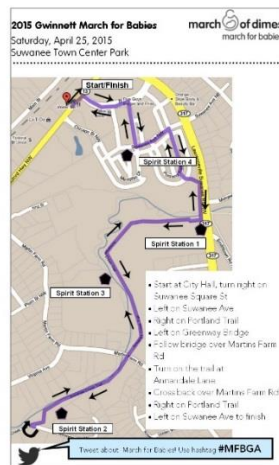 2015 Gwinnett March for Babies
Saturday, April 25, 2015
Suwanee Town Center Park
march of dimes
march for babies
Start/Finish
Spirit Station 4
Spirit Station 1
Spirit Station 3
Spirit Station 2
• Start at City Hall, turn right on
Suwanee Square St
• Left on Suwanee Ave
• Right on Portland Trail
• Left on Greenway Bridge
• Follow bridge over Martins Farm
Rd
• Turn on the trail at
Annandale Lane
• Cross back over Martins Farm Rd
• Right on Portland Trail
• Left on Suwanee Ave to finish
Tweet about March for Babies! Use hashtag #MFBGA